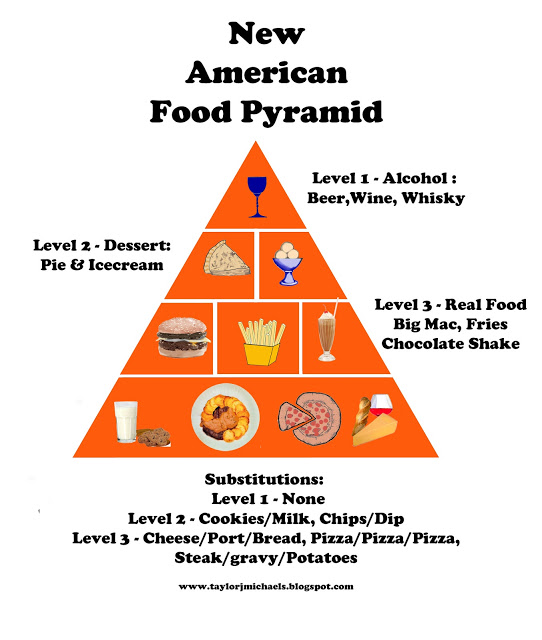 New
American
Food Pyramid
Level 1 - Alcohol :
Beer,Wine, Whisky
Level 2 - Dessert:
Pie & Icecream
Level 3 - Real Food
Big Mac, Fries
Chocolate Shake
Substitutions:
Level 1 - None
Level 2 - Cookies/Milk, Chips/Dip
Level 3 - Cheese/Port/Bread, Pizza/Pizza/Pizza,
Steak/gravy/Potatoes
www.taylorjmichaels.blogspot.com